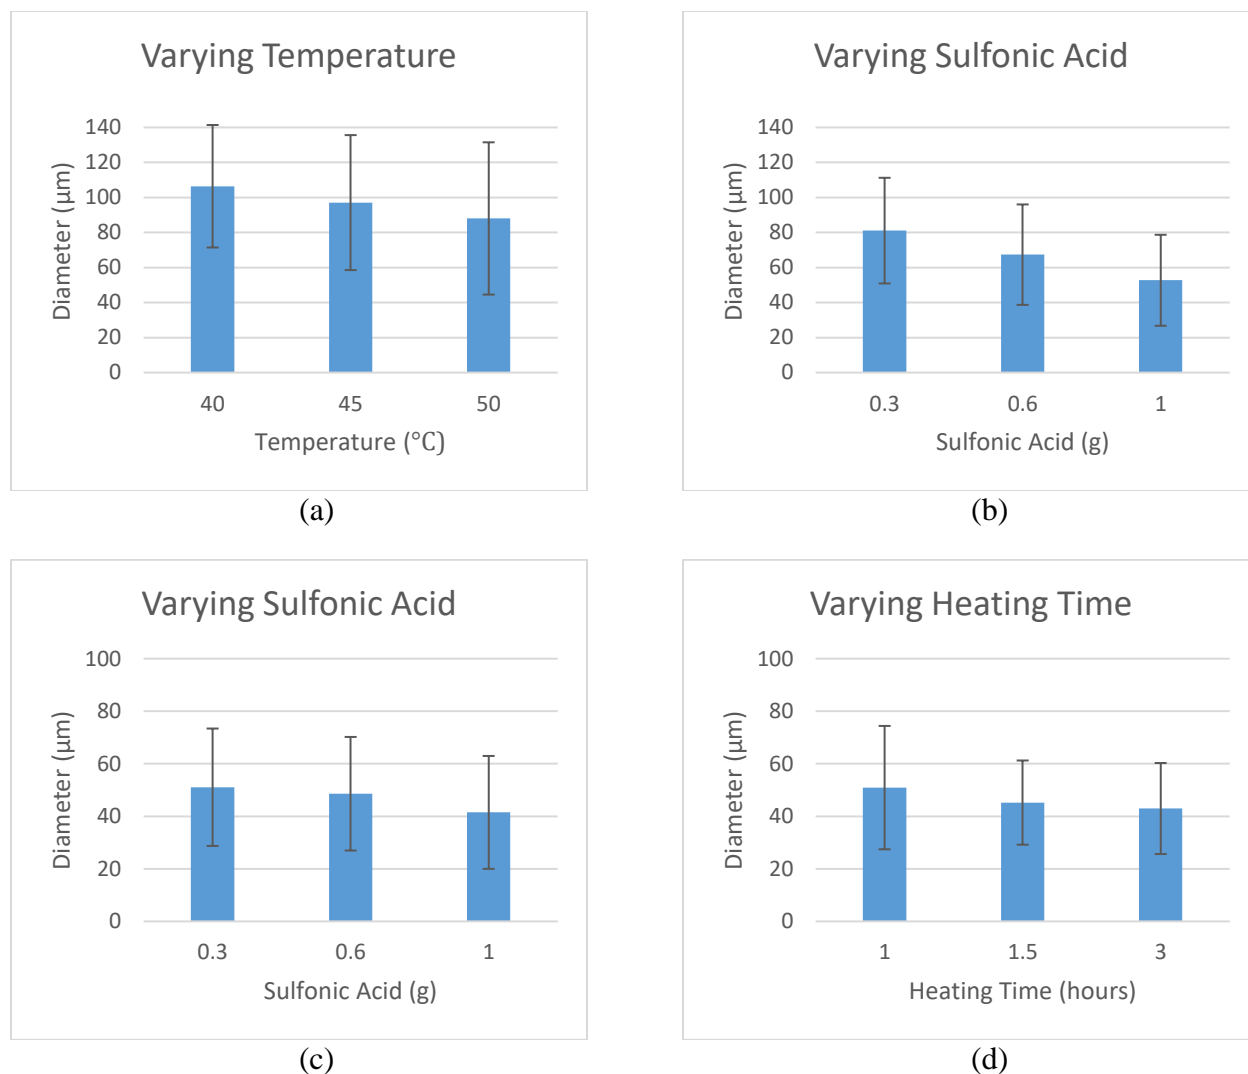 Varying Temperature
140
120
100
80
60
40
20
0
Diameter (µm)
40 45 50
Temperature (°C)
(a)
Varying Sulfonic Acid
140
120
100
80
60
40
20
0
Diameter (µm)
0.3 0.6 1
Sulfonic Acid (g)
(b)
Varying Sulfonic Acid
100
80
60
40
20
0
Diameter (µm)
0.3 0.6 1
Sulfonic Acid (g)
(c)
Varying Heating Time
100
80
60
40
20
0
Diameter (µm)
1 1.5 3
Heating Time (hours)
(d)